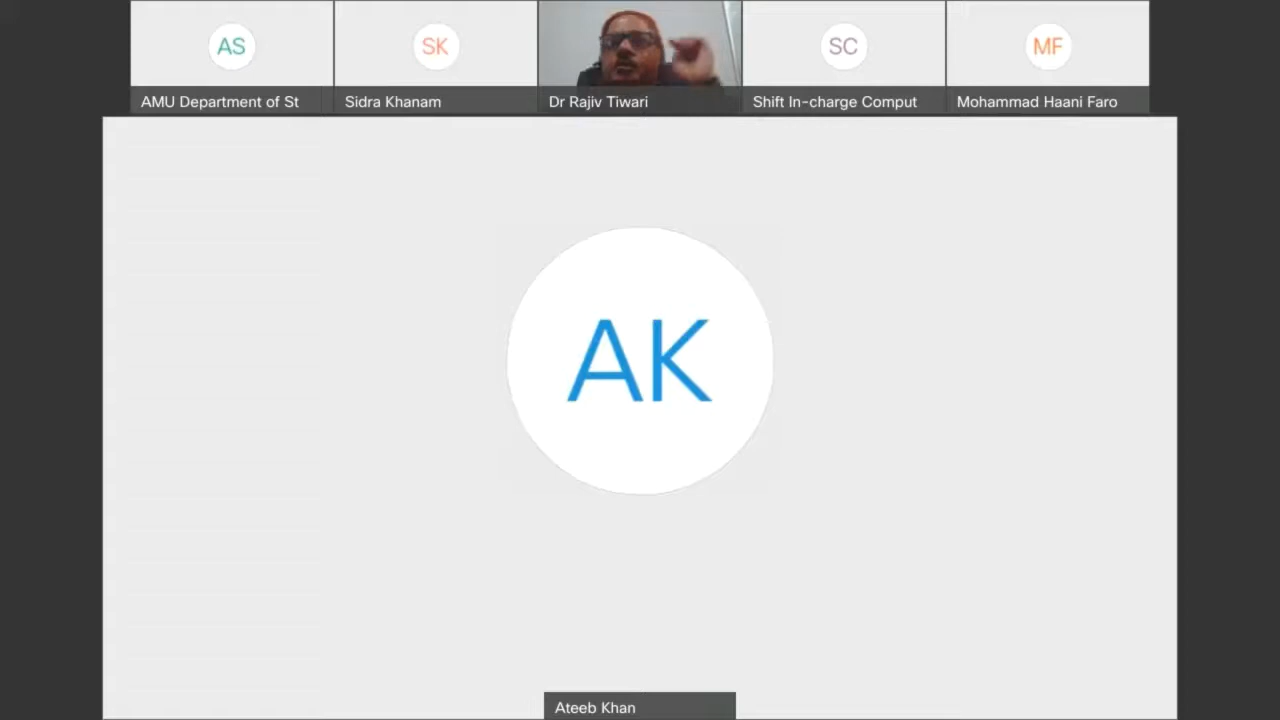 AS
AMU Department of St
SK
Sidra Khanam
Dr Rajiv Tiwari
SC
Shift In-charge Comput
MF
Mohammad Haani Faro
AK
Ateeb Khan